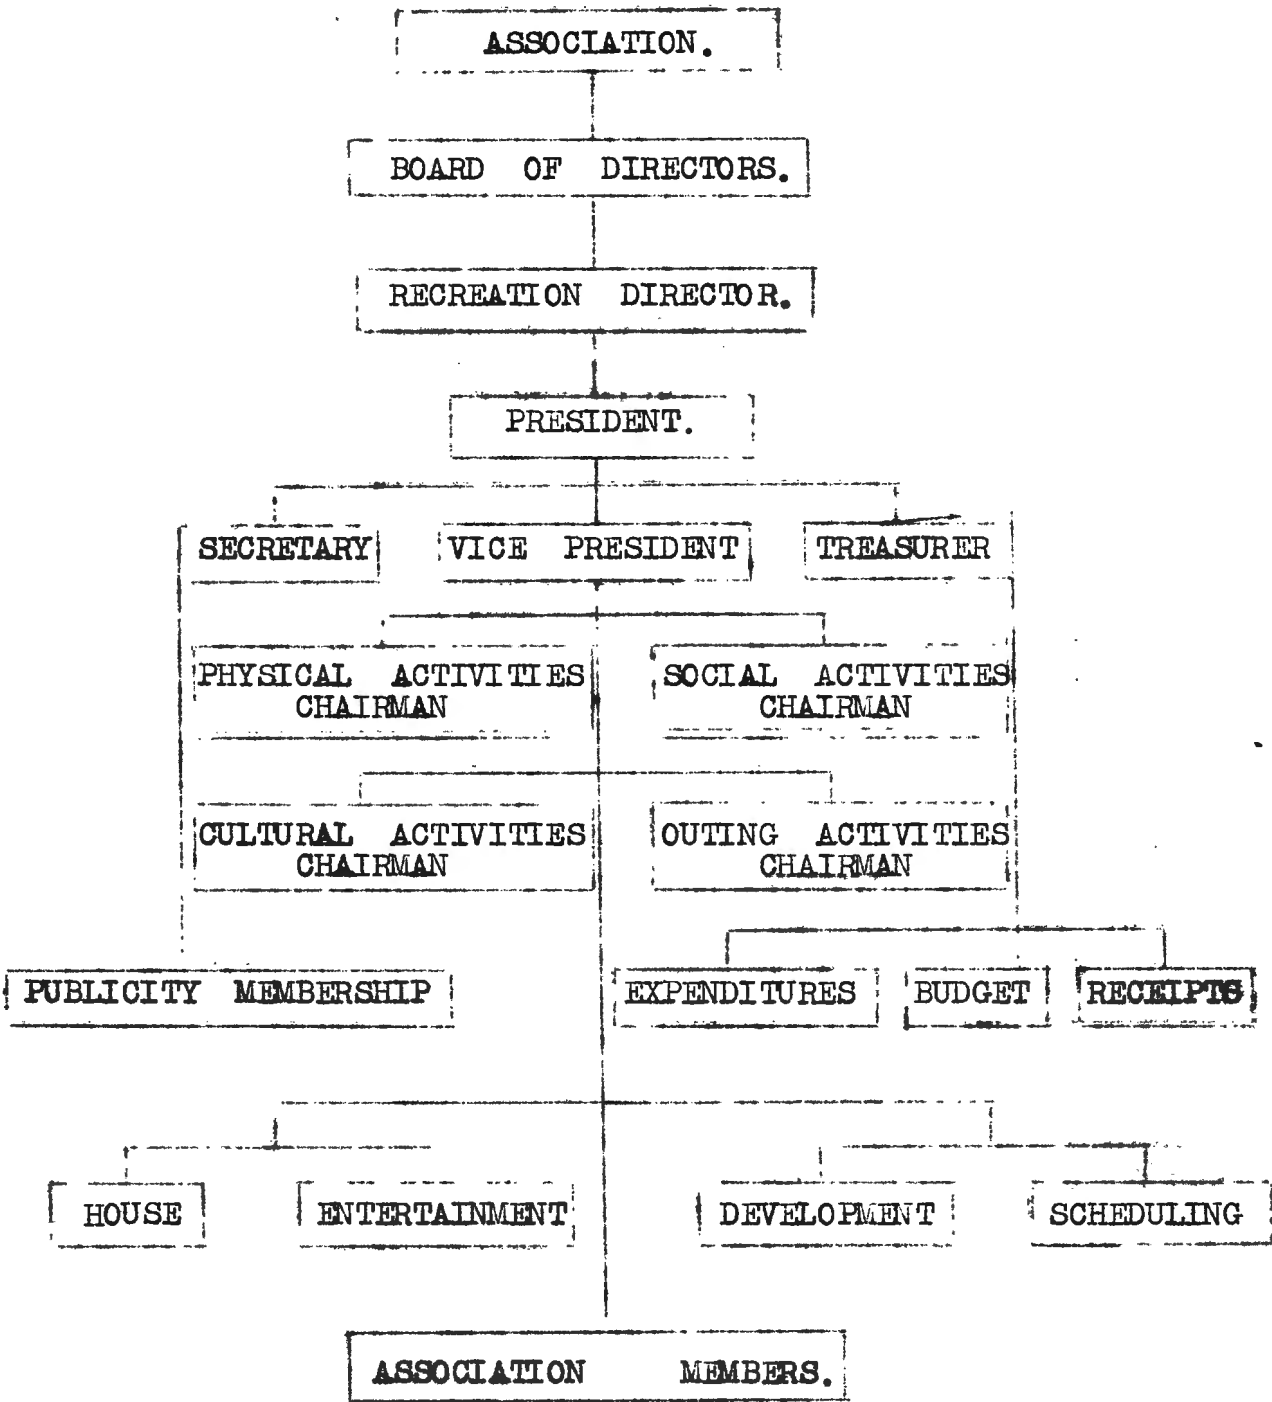 ASSOCIATION.
BOARD OF DIRECTORS.
RECREATION DIRECTOR.
PRESIDENT.
SECRETARY
VICE PRESIDENT
TREASURER
PHYSICAL ACTIVITIES
CHAIRMAN
SOCIAL ACTIVITIES
CHAIRMAN
CULTURAL ACTIVITIES
CHAIRMAN
OUTING ACTIVITIES
CHAIRMAN
PUBLICITY MEMBERSHIP
EXPENDITURES
BUDGET
RECEIPTS
HOUSE
ENTERTAINMENT
DEVELOPMENT
SCHEDULING
ASSOCIATION MEMBERS.